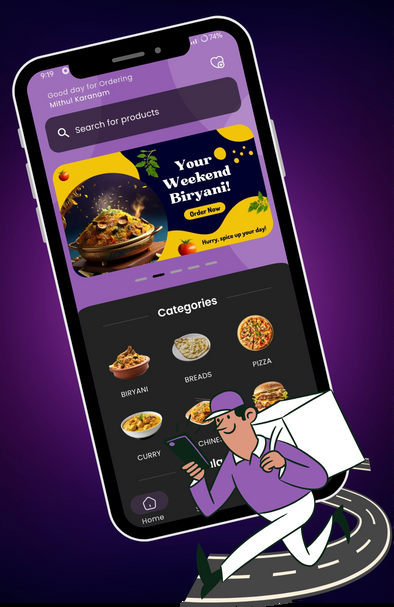 9:19
74%
Good day for Ordering
Mithul Karanam
Search for products
Your
Weekend
Biryani!
Order Now
Hurry, spice up your day!
Categories
BIRYANI
BREADS
PIZZA
CURRY
CHINE
Home